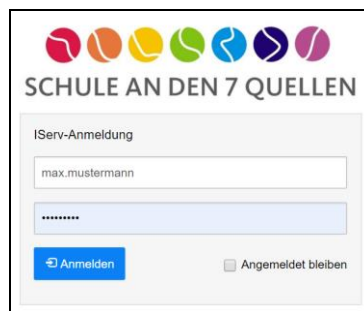 SCHULE AN DEN 7 QUELLEN
IServ-Anmeldung
max.mustermann
•••••••••
Anmelden
Angemeldet bleiben